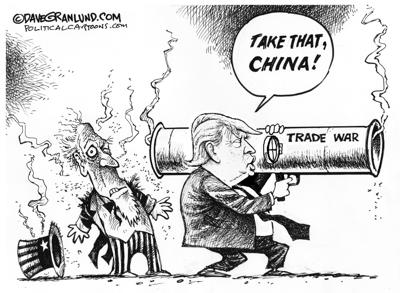 ©DAVEGRANLUND.COM
POLITICALCARTOONS.COM
TAKE THAT,
CHINA!
TRADE WAR